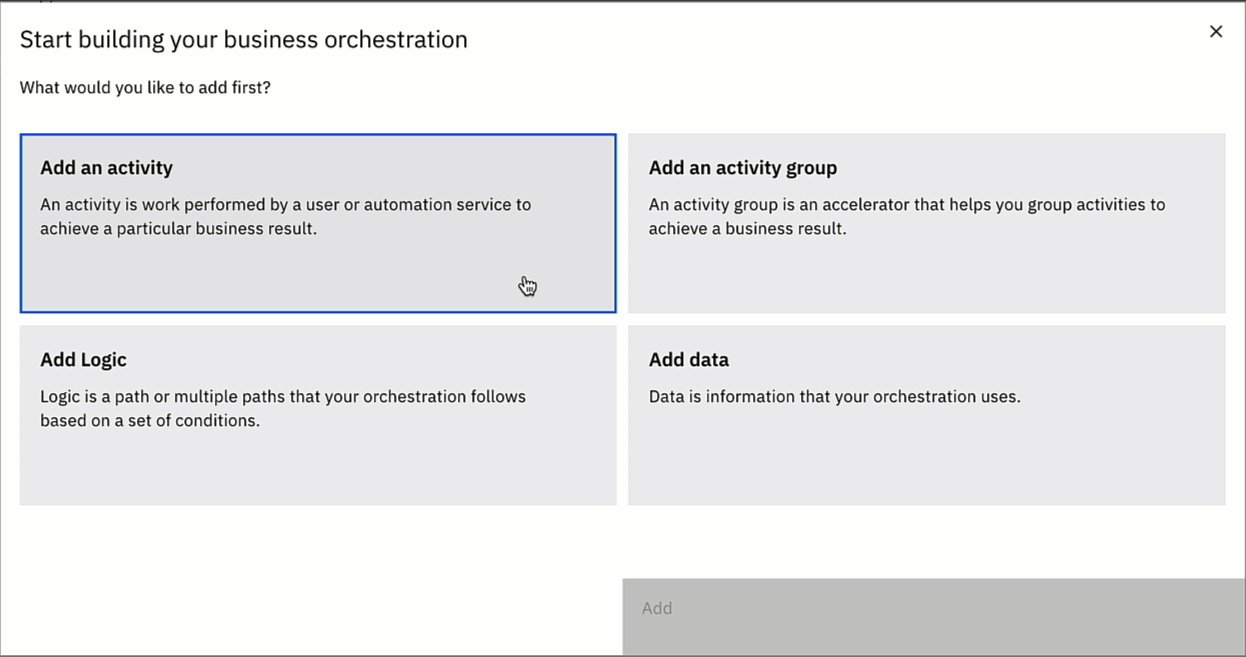 Start building your business orchestration
What would you like to add first?
Add an activity
An activity is work performed by a user or automation service to
achieve a particular business result.
Add an activity group
An activity group is an accelerator that helps you group activities to
achieve a business result.
Add Logic
Logic is a path or multiple paths that your orchestration follows
based on a set of conditions.
Add data
Data is information that your orchestration uses.
Add